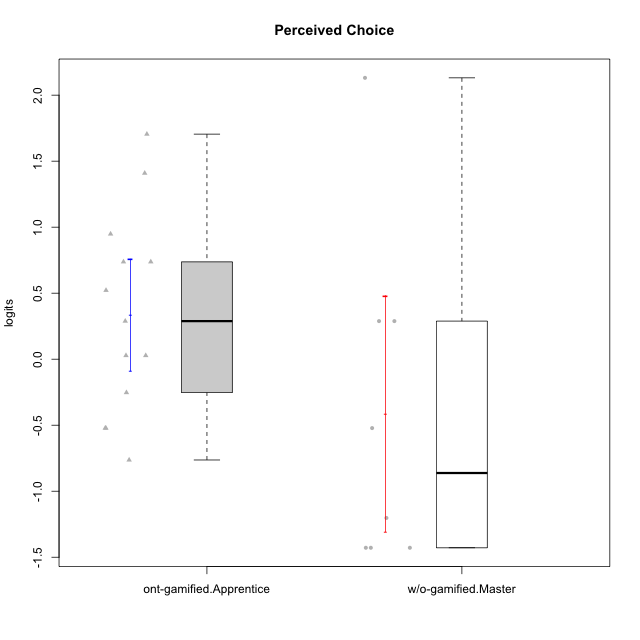 Perceived Choice
logits
2.0
1.5
1.0
0.5
0.0
-0.5
-1.0
-1.5
ont-gamified.Apprentice
w/o-gamified.Master